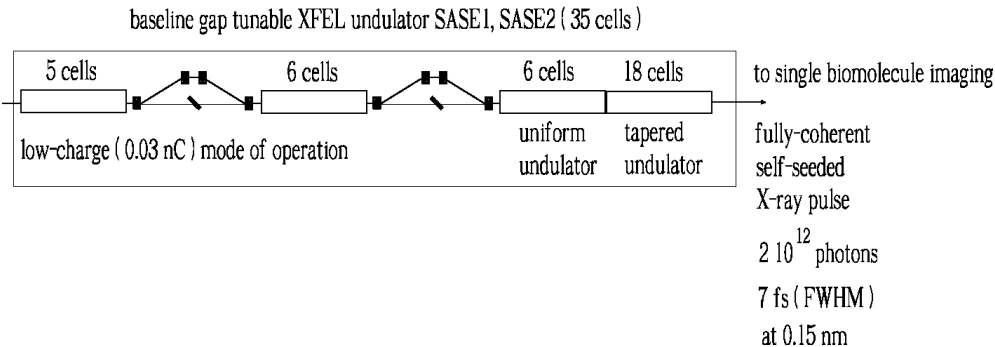 baseline gap tunable XFEL undulator SASE1, SASE2 ( 35 cells )
5 cells
6 cells
6 cells
18 cells
to single biomolecule imaging
low-charge ( 0.03 nC ) mode of operation
uniform
undulator
tapered
undulator
fully-coherent
self-seeded
X-ray pulse
2 10^12 photons
7 fs ( FWHM )
at 0.15 nm